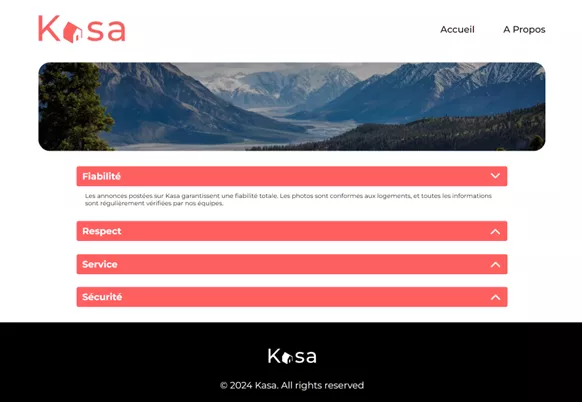 Kasa
Accueil A Propos
Fiabilité
Les annonces postées sur Kasa garantissent une fiabilité totale. Les photos sont conformes aux logements, et toutes les informations
sont régulièrement vérifiées par nos équipes.
Respect
Service
Sécurité
Kasa
© 2024 Kasa. All rights reserved